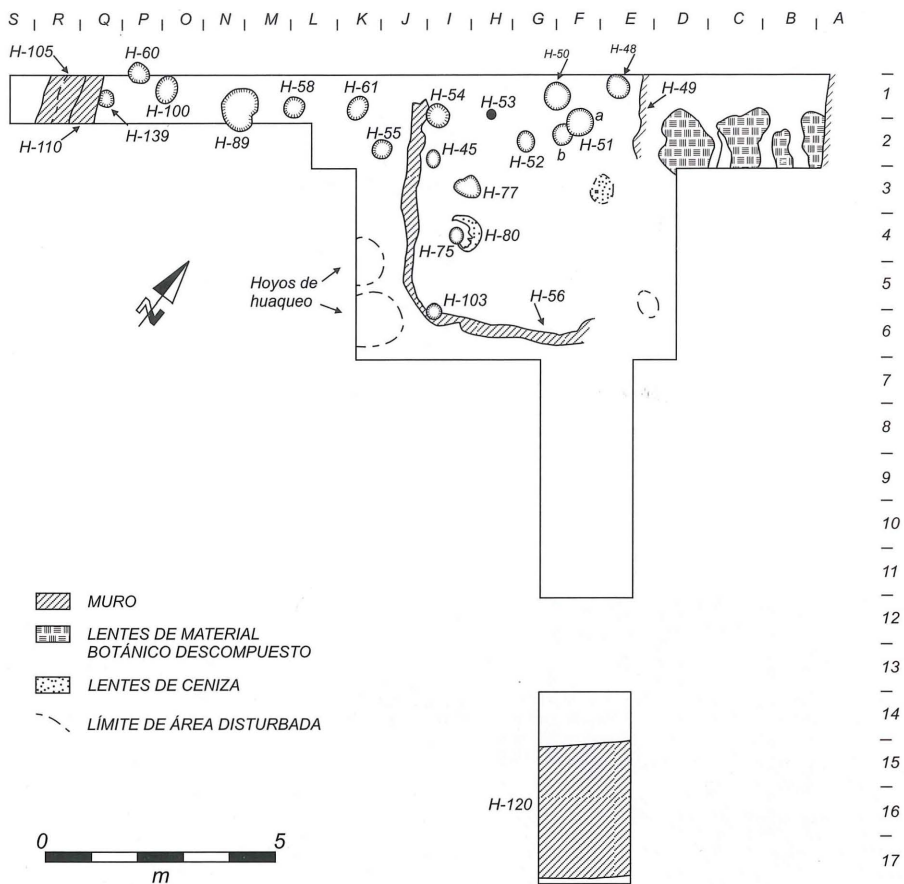 S R Q P O N M L K J I H G F E D C B A
H-105
H-60
H-50
H-48
H-58
H-61
H-54
H-53
H-49
1
H-100
a
H-139
H-55
b
H-51
2
H-110
H-89
H-45
H-52
H-77
3
H-75
H-80
4
Hoyos de
huaqueo
5
H-103
H-56
6
N
7
8
9
10
11
MURO
12
LENTES DE MATERIAL
BOTÁNICO DESCOMPUESTO
13
LENTES DE CENIZA
14
LÍMITE DE ÁREA DISTURBADA
15
H-120
16
0 5
m
17